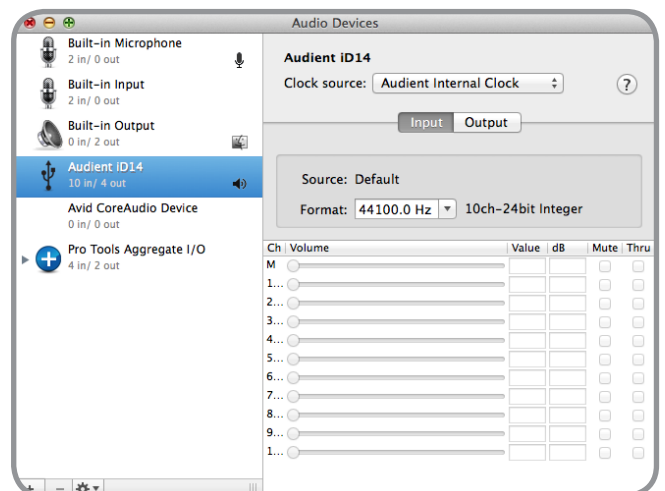 Audio Devices
Built-in Microphone
2 in/ 0 out
Built-in Input
2 in/ 0 out
Built-in Output
0 in/ 2 out
Audient iD14
10 in/ 4 out
Avid CoreAudio Device
0 in/ 0 out
Pro Tools Aggregate I/O
4 in/ 2 out
Audient iD14
Clock source: Audient Internal Clock ?
Input Output
Source: Default
Format: 44100.0 Hz 10ch-24bit Integer
Ch Volume Value dB Mute Thru
M
1...
2...
3...
4...
5...
6...
7...
8...
9...
1...